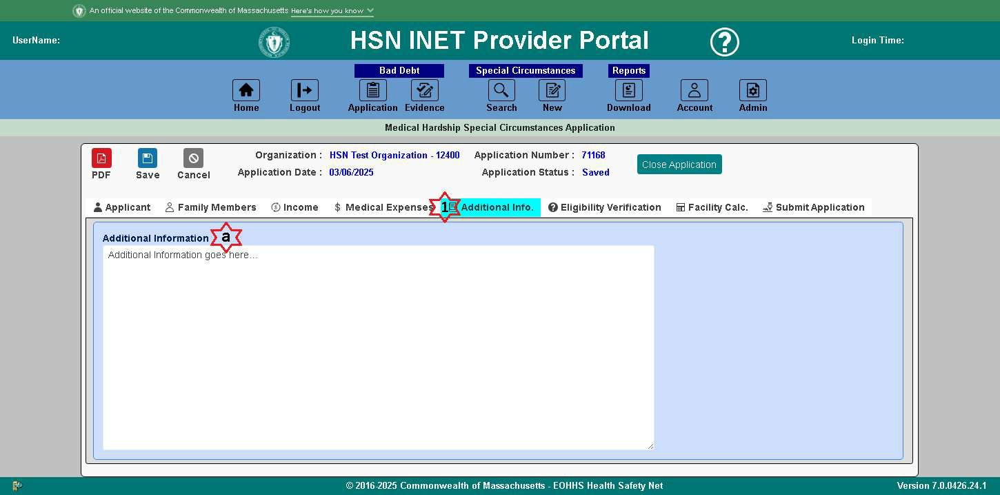 An official website of the Commonwealth of Massachusetts Here's how you know
UserName:
HSN INET Provider Portal
?
Login Time:
Bad Debt Special Circumstances Reports
Home Logout Application Evidence Search New Download Account Admin
Medical Hardship Special Circumstances Application
PDF Save Cancel
Organization : HSN Test Organization - 12400 Application Number : 71168
Application Date : 03/06/2025 Application Status : Saved
Close Application
Applicant Family Members $ Income $ Medical Expenses 1 Additional Info. ? Eligibility Verification Facility Calc. Submit Application
Additional Information a
Additional Information goes here...
© 2016-2025 Commonwealth of Massachusetts - EOHHS Health Safety Net
Version 7.0.0426.24.1